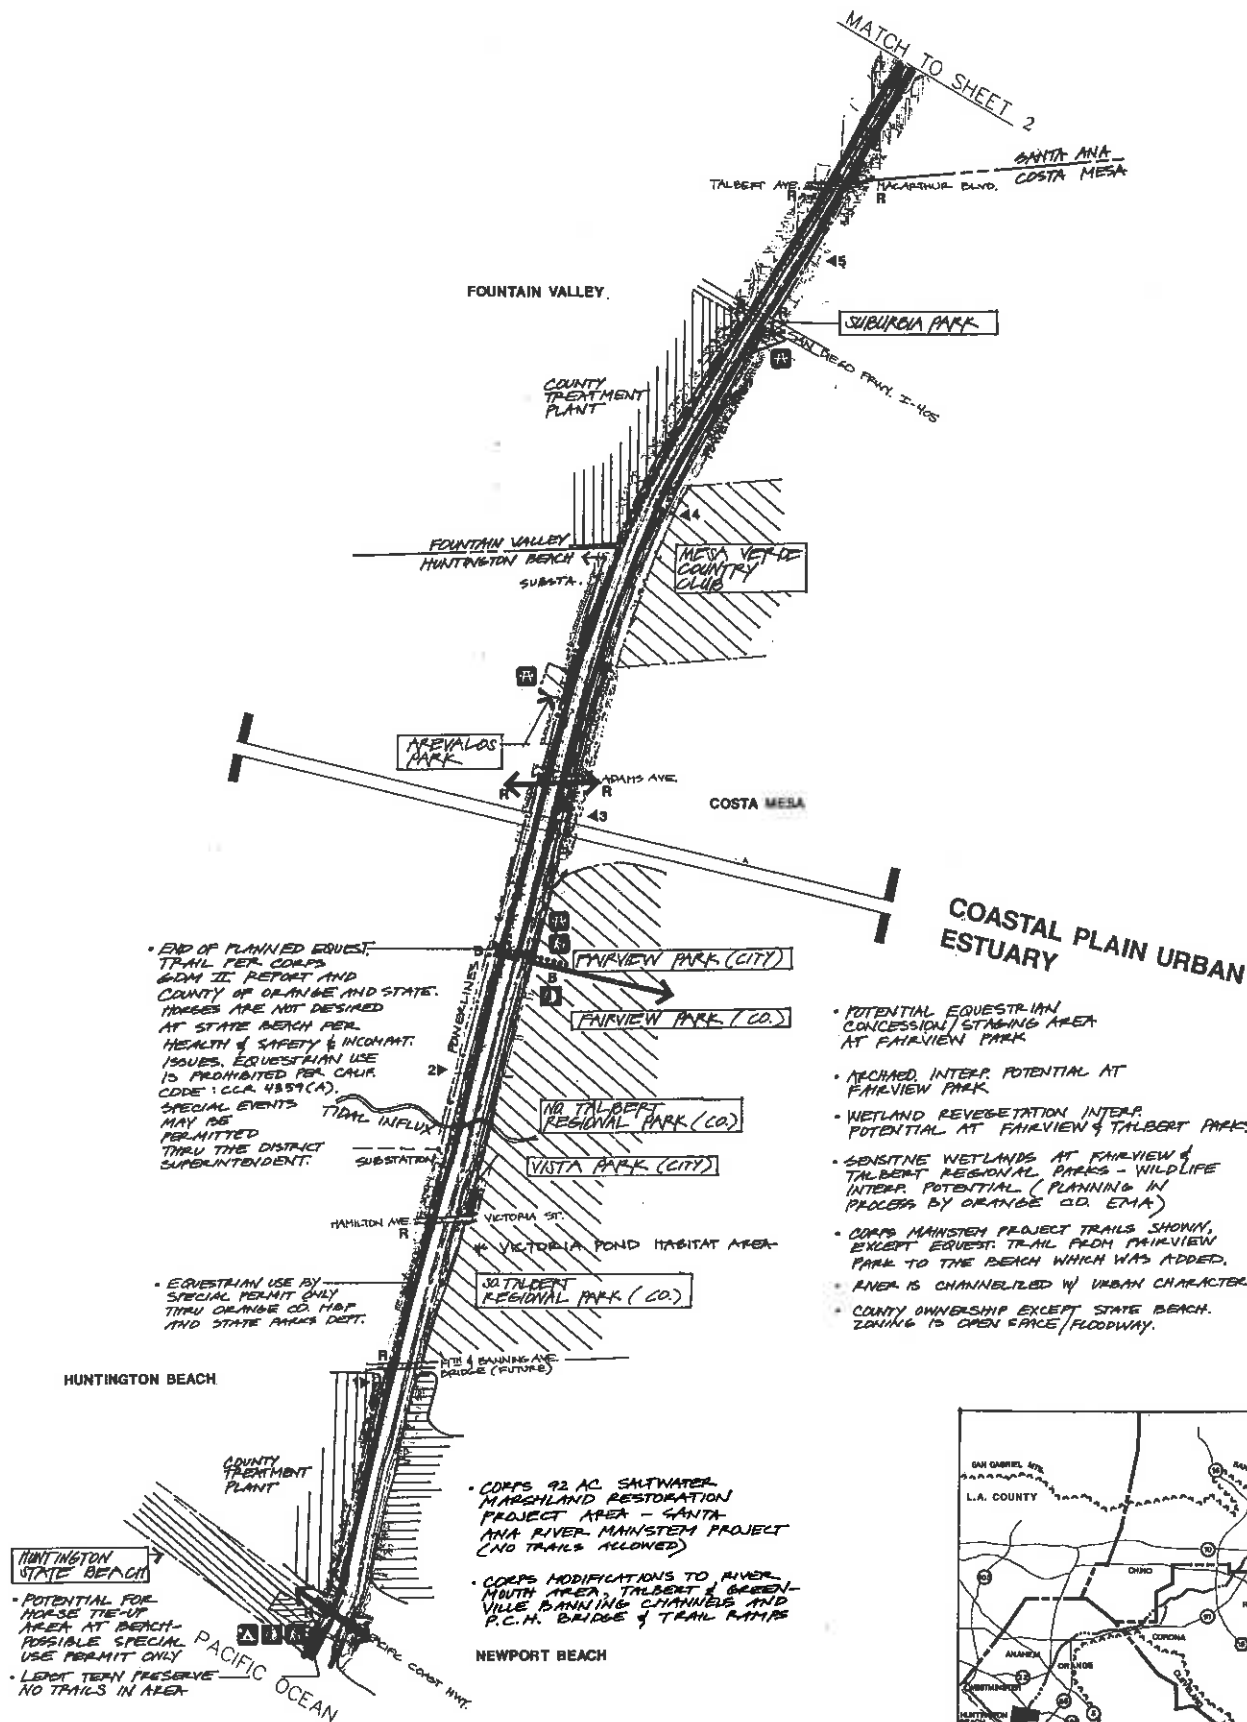 MATCH TO SHEET 2
SANTA ANA
COSTA MESA
TALBERT AVE.
MACARTHUR BLVD.
R
R
5
FOUNTAIN VALLEY
SUBURBIA PARK
SAN DIEGO FRWY. I-405
COUNTY
TREATMENT
PLANT
4
FOUNTAIN VALLEY
HUNTINGTON BEACH
SUBSTA.
MESA VERDE
COUNTRY
CLUB
AREVALOS
PARK
ADAMS AVE.
R
R
3
COSTA MESA
COASTAL PLAIN URBAN
ESTUARY
• END OF PLANNED EQUEST.
TRAIL PER CORPS
GDM II REPORT AND
COUNTY OF ORANGE AND STATE.
HORSES ARE NOT DESIRED
AT STATE BEACH PER
HEALTH & SAFETY & INCOMPAT.
ISSUES. EQUESTRIAN USE
IS PROHIBITED PER CALIF.
CODE: CCR 4359(A).
SPECIAL EVENTS
MAY BE
PERMITTED
THRU THE DISTRICT
SUPERINTENDENT.
B
B
POWERLINES
FAIRVIEW PARK (CITY)
FAIRVIEW PARK (CO.)
2
TIDAL INFLUX
NO. TALBERT
REGIONAL PARK (CO.)
SUBSTATION
VISTA PARK (CITY)
HAMILTON AVE.
R
VICTORIA ST.
* VICTORIA POND HABITAT AREA
• EQUESTRIAN USE BY
SPECIAL PERMIT ONLY
THRU ORANGE CO. HBP
AND STATE PARKS DEPT.
SO. TALBERT
REGIONAL PARK (CO.)
R
19TH & BANNING AVE.
BRIDGE (FUTURE)
1
HUNTINGTON BEACH
• POTENTIAL EQUESTRIAN
CONCESSION/STAGING AREA
AT FAIRVIEW PARK
• ARCHAEO. INTERP. POTENTIAL AT
FAIRVIEW PARK
• WETLAND REVEGETATION INTERP.
POTENTIAL AT FAIRVIEW & TALBERT PARKS
• SENSITIVE WETLANDS AT FAIRVIEW &
TALBERT REGIONAL PARKS - WILDLIFE
INTERP. POTENTIAL (PLANNING IN
PROCESS BY ORANGE CO. EMA)
• CORPS MAINSTEM PROJECT TRAILS SHOWN,
EXCEPT EQUEST. TRAIL FROM FAIRVIEW
PARK TO THE BEACH WHICH WAS ADDED.
• RIVER IS CHANNELIZED W/ URBAN CHARACTER
• COUNTY OWNERSHIP EXCEPT STATE BEACH.
ZONING IS OPEN SPACE/FLOODWAY.
COUNTY
TREATMENT
PLANT
• CORPS 92 AC SALTWATER
MARSHLAND RESTORATION
PROJECT AREA - SANTA
ANA RIVER MAINSTEM PROJECT
(NO TRAILS ALLOWED)
• CORPS MODIFICATIONS TO RIVER
MOUTH AREA, TALBERT & GREEN-
VILLE BANNING CHANNELS AND
P.C.H. BRIDGE & TRAIL RAMPS
HUNTINGTON
STATE BEACH
• POTENTIAL FOR
HORSE TIE-UP
AREA AT BEACH-
POSSIBLE SPECIAL
USE PERMIT ONLY
• LEAST TERN PRESERVE
NO TRAILS IN AREA
PACIFIC OCEAN
PACIFIC COAST HWY.
NEWPORT BEACH
SAN GABRIEL MTS.
L.A. COUNTY
CHINO
CORONA
ANAHEIM
ORANGE
WESTMINSTER
HUNTINGTON
BEACH
10
91
22
5